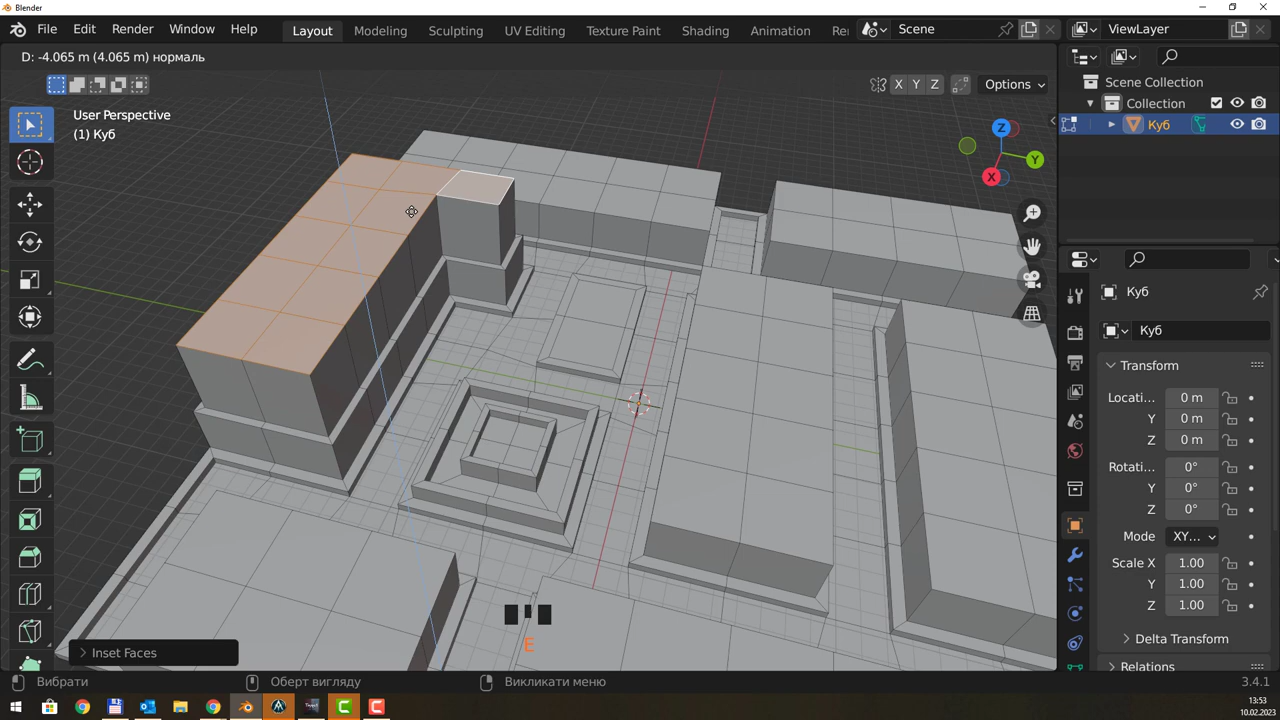 Blender
File Edit Render Window Help
Layout Modeling Sculpting UV Editing Texture Paint Shading Animation Re
Scene
ViewLayer
D: -4.065 m (4.065 m) нормаль
X Y Z
Options
User Perspective
(1) Куб
Z
Y
X
Scene Collection
Collection
Куб
Куб
Куб
Transform
Locati... 0 m
Y 0 m
Z 0 m
Rotati... 0°
Y 0°
Z 0°
Mode XY...
Scale X 1.00
Y 1.00
Z 1.00
Delta Transform
Relations
E
Inset Faces
Вибрати
Оберт вигляду
Викликати меню
3.4.1
13:53
10.02.2023